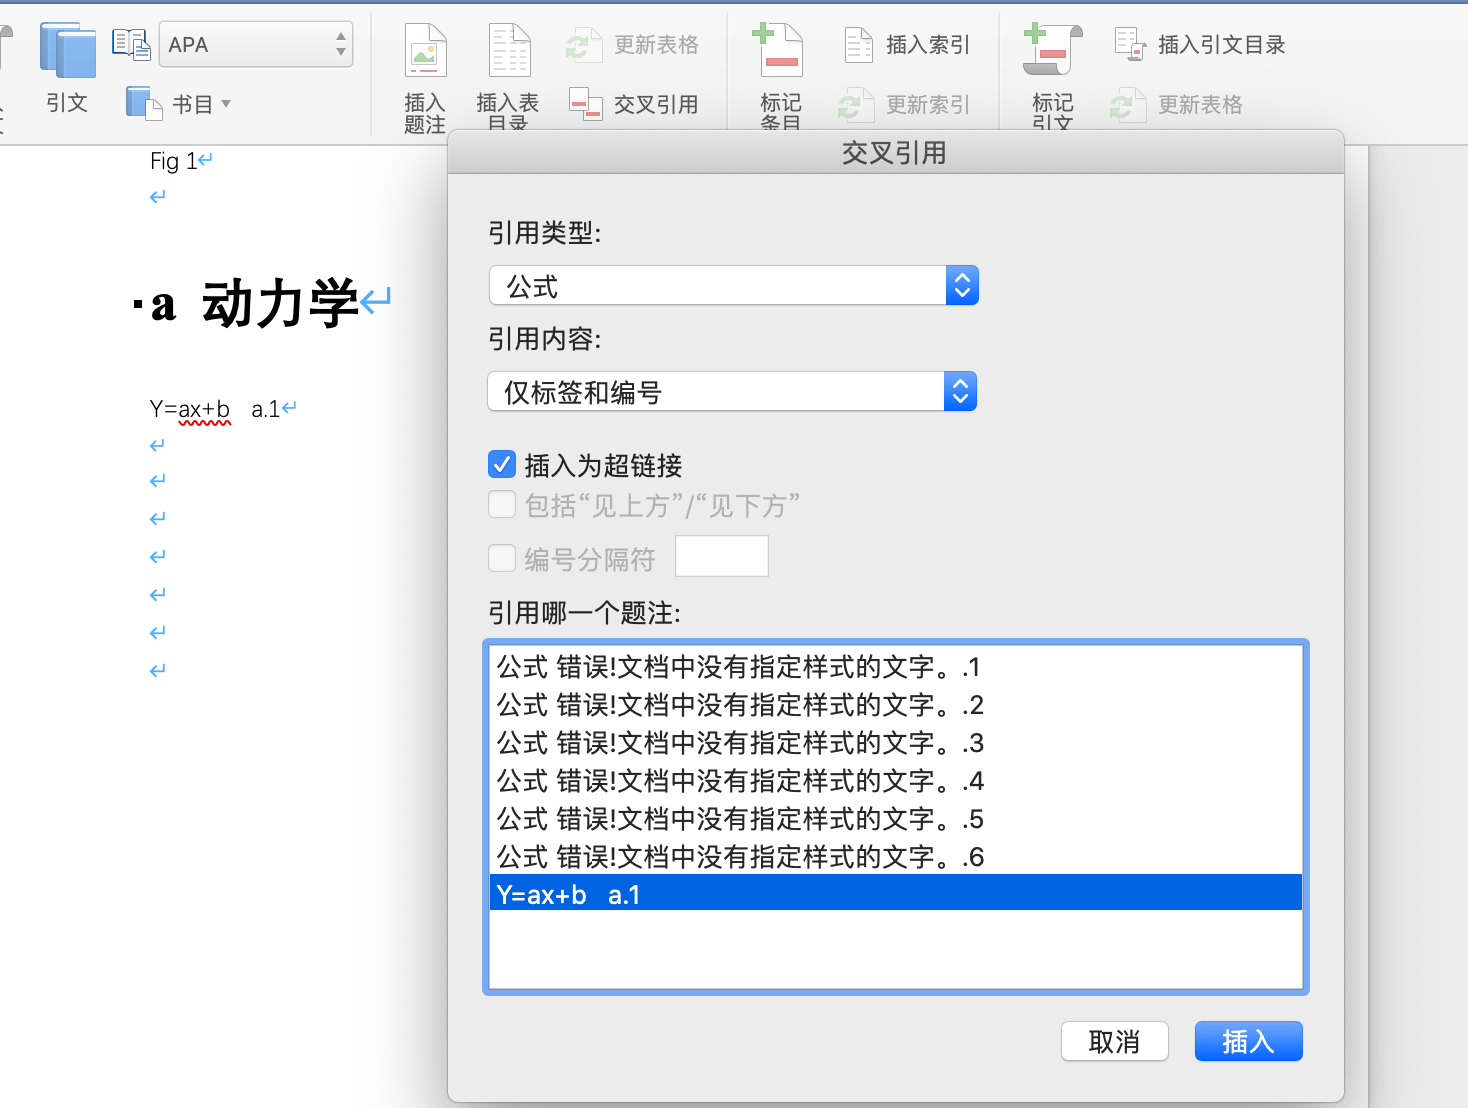 APA
引文
书目
插入
题注
插入表
目录
更新表格
交叉引用
标记
条目
插入索引
更新索引
标记
引文
插入引文目录
更新表格
Fig 1
a 动力学
Y=ax+b a.1
交叉引用
引用类型:
公式
引用内容:
仅标签和编号
插入为超链接
包括“见上方”/“见下方”
编号分隔符
引用哪一个题注:
公式 错误!文档中没有指定样式的文字。.1
公式 错误!文档中没有指定样式的文字。.2
公式 错误!文档中没有指定样式的文字。.3
公式 错误!文档中没有指定样式的文字。.4
公式 错误!文档中没有指定样式的文字。.5
公式 错误!文档中没有指定样式的文字。.6
Y=ax+b a.1
取消
插入